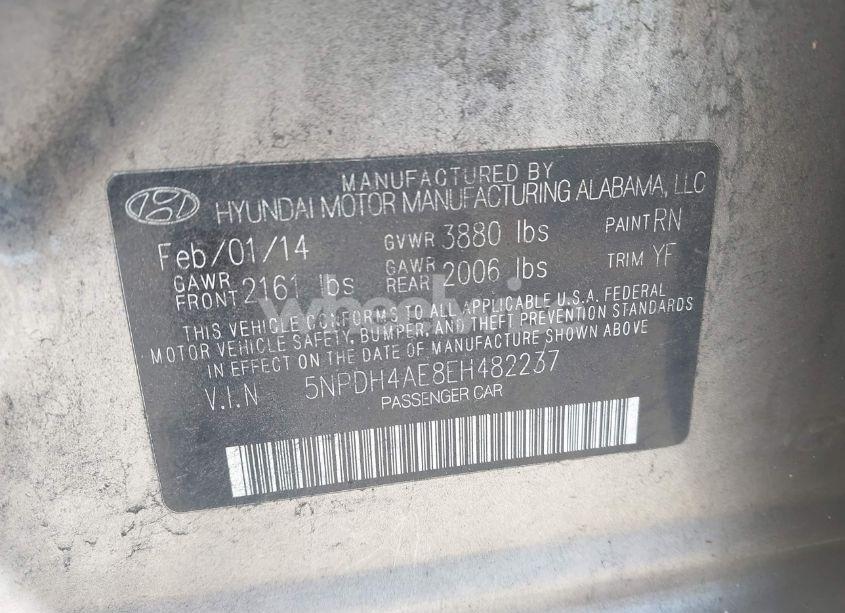 MANUFACTURED BY
HYUNDAI MOTOR MANUFACTURING ALABAMA, LLC
Feb/01/14 GVWR 3880 lbs PAINT RN
GAWR FRONT 2161 lbs GAWR REAR 2006 lbs TRIM YF
THIS VEHICLE CONFORMS TO ALL APPLICABLE U.S.A. FEDERAL
MOTOR VEHICLE SAFETY, BUMPER, AND THEFT PREVENTION STANDARDS
IN EFFECT ON THE DATE OF MANUFACTURE SHOWN ABOVE
V.I.N 5NPDH4AE8EH482237
PASSENGER CAR